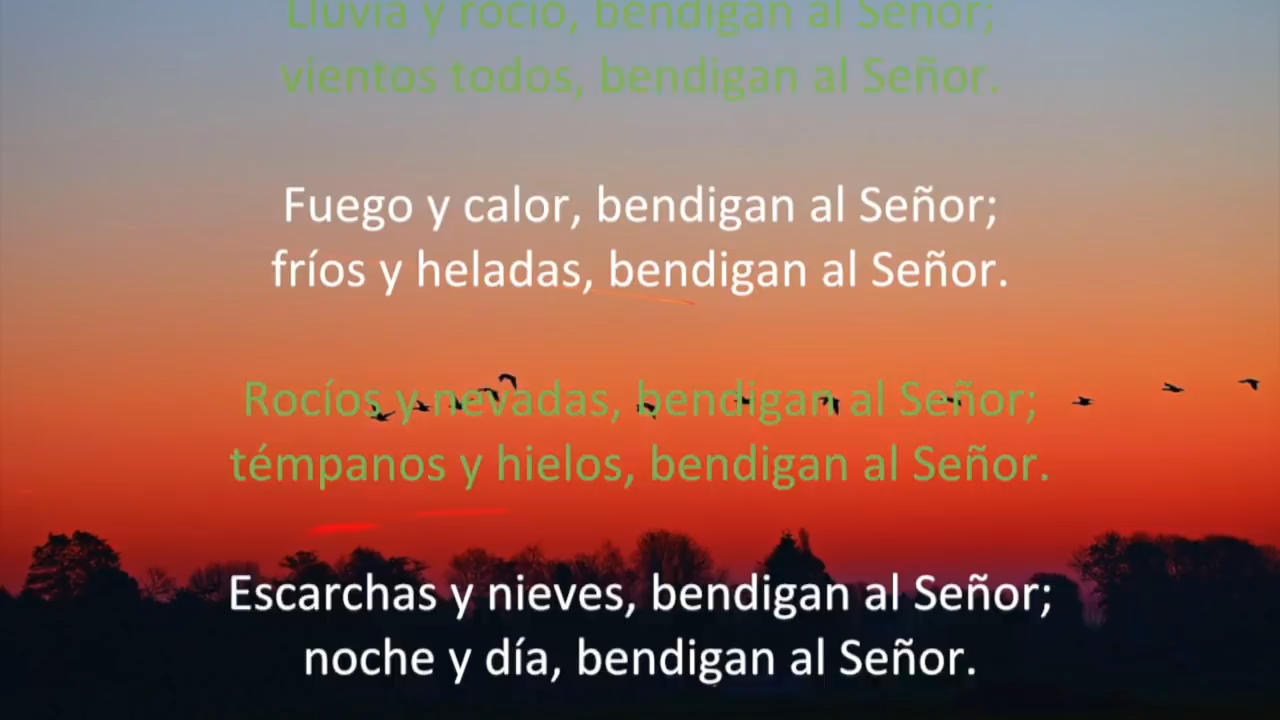 Lluvia y rocío, bendigan al Señor;
vientos todos, bendigan al Señor.
Fuego y calor, bendigan al Señor;
fríos y heladas, bendigan al Señor.
Rocíos y nevadas, bendigan al Señor;
témpanos y hielos, bendigan al Señor.
Escarchas y nieves, bendigan al Señor;
noche y día, bendigan al Señor.